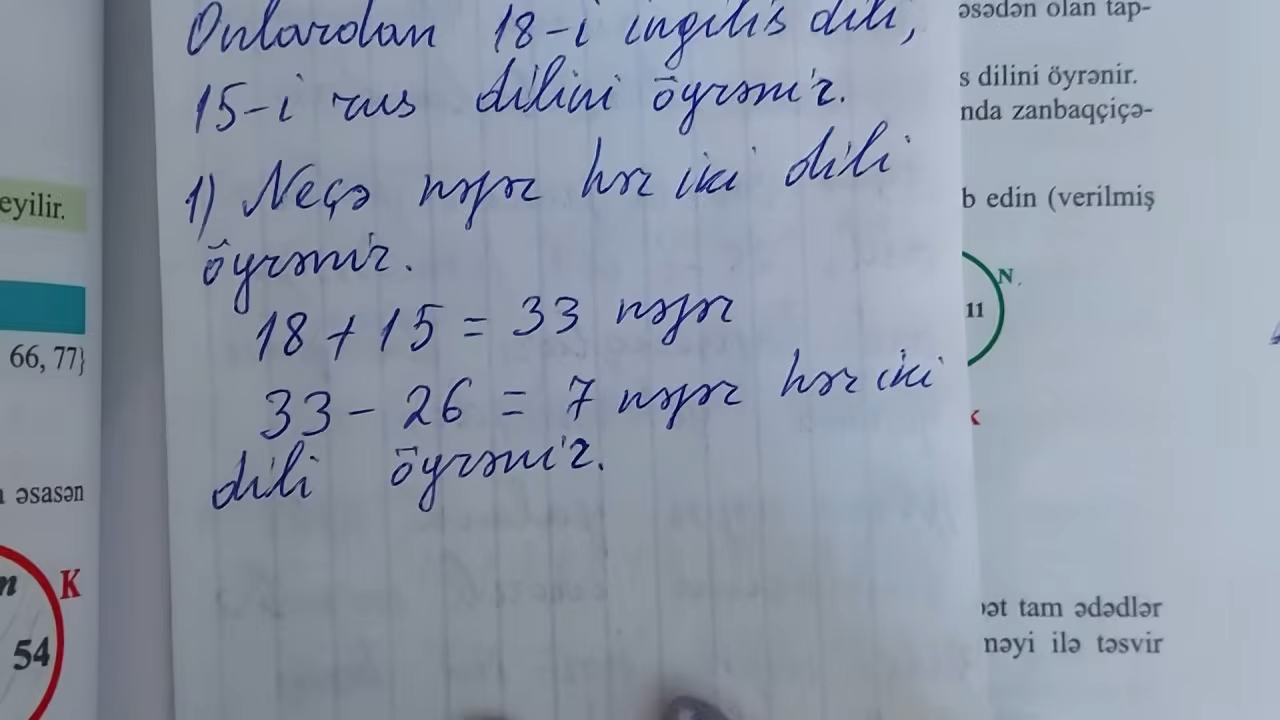 Onlardan 18-i ingilis dili,
15-i rus dilini öyrənir.
1) Neçə nəfər hər iki dili
öyrənir.
18 + 15 = 33 nəfər
33 - 26 = 7 nəfər hər iki
dili öyrənir.
eyilir.
66, 77}
əsasən
n K
54
əsədən olan tap-
s dilini öyrənir.
nda zanbaqçiçə-
b edin (verilmiş
N
11
K
ət tam ədədlər
məyi ilə təsvir